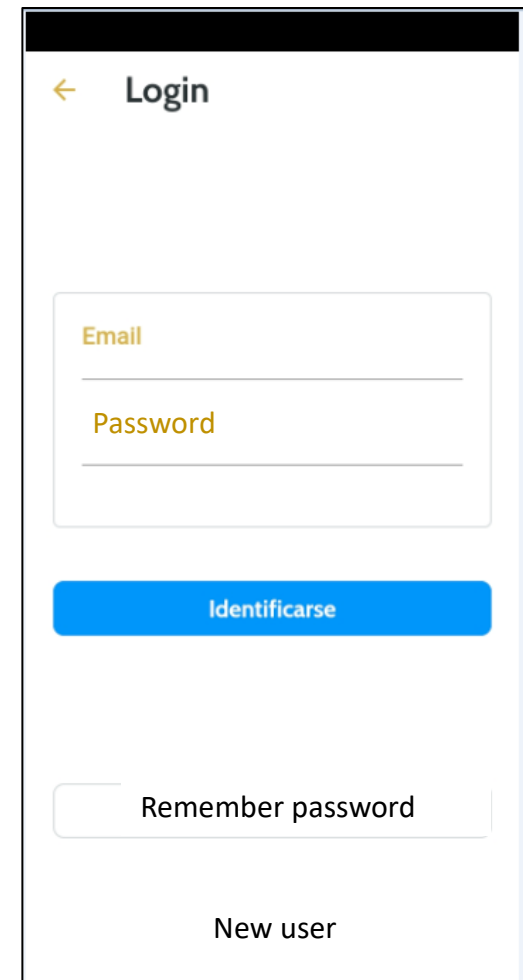 Login
Email
Password
Identificarse
Remember password
New user